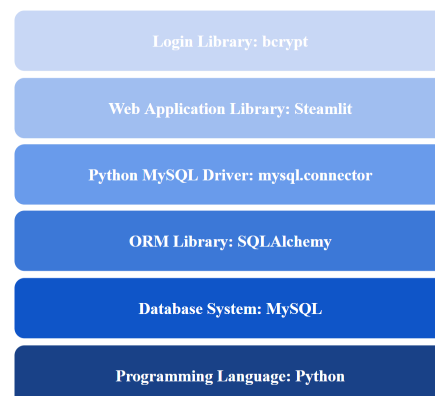 Login Library: bcrypt
Web Application Library: Steamlit
Python MySQL Driver: mysql.connector
ORM Library: SQLAlchemy
Database System: MySQL
Programming Language: Python